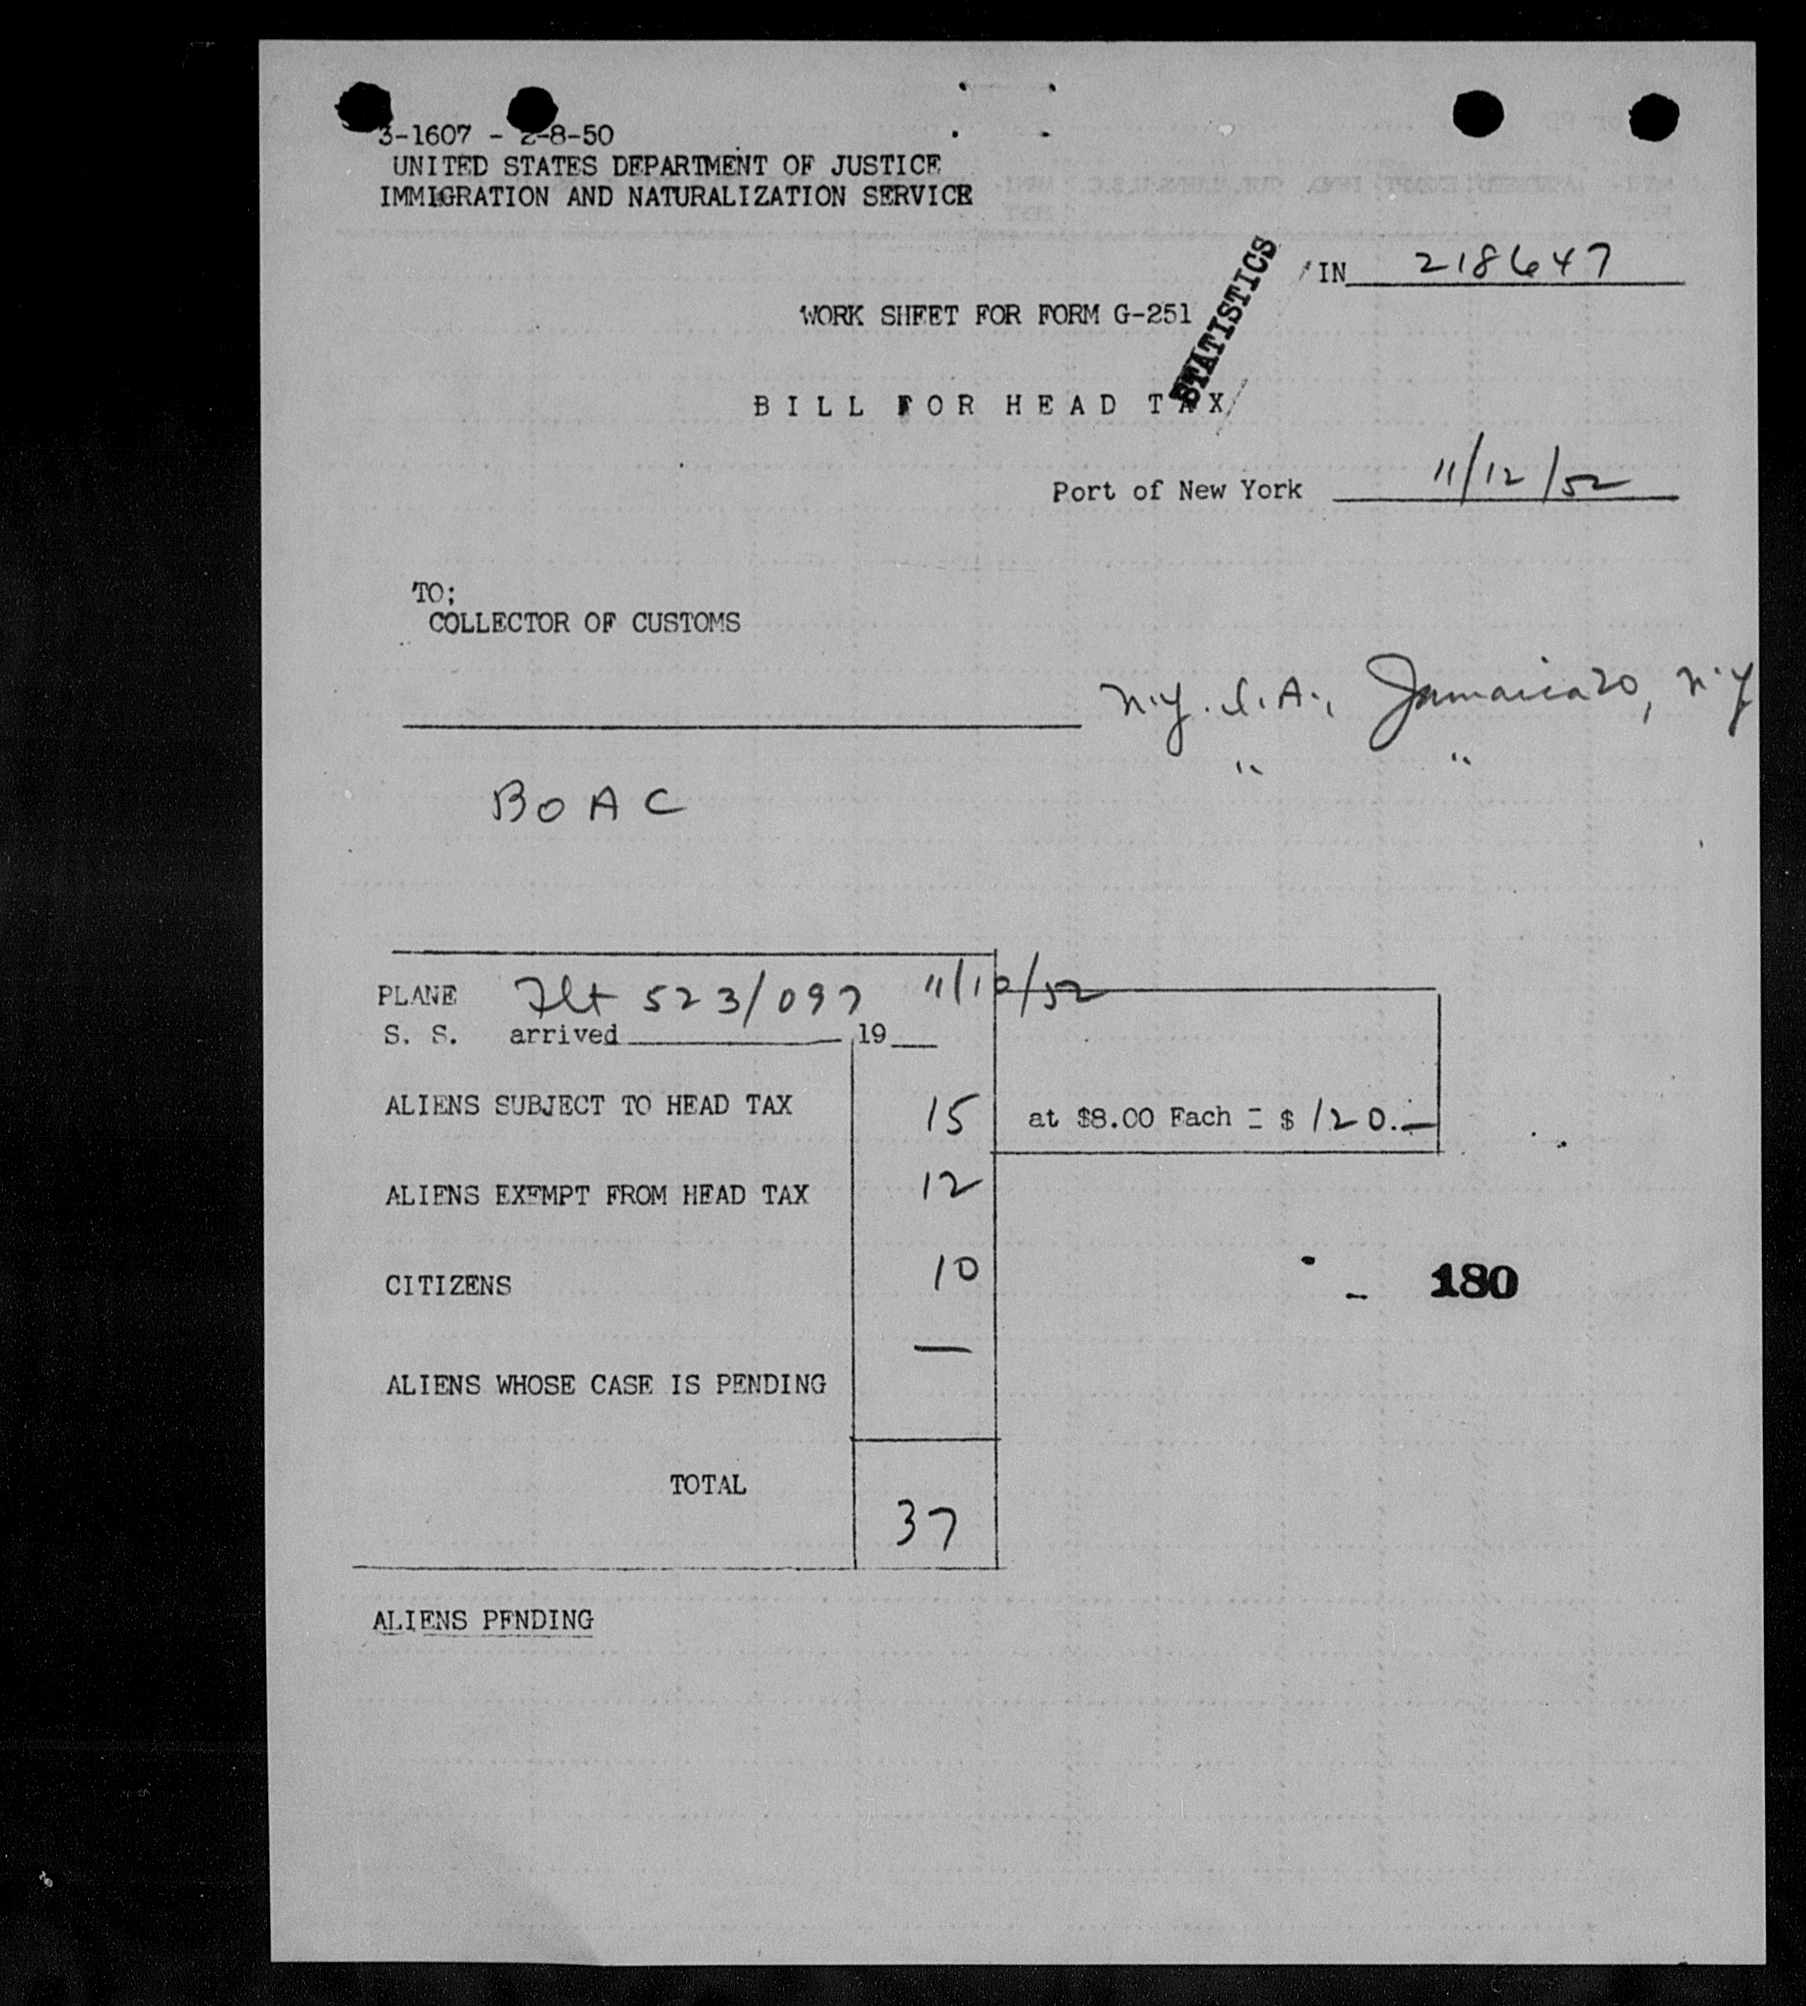 3-1607 - 2-8-50
UNITED STATES DEPARTMENT OF JUSTICE
IMMIGRATION AND NATURALIZATION SERVICE
IN 218647
STATISTICS
WORK SHEET FOR FORM G-251
BILL FOR HEAD TAX
Port of New York 11/12/52
TO;
COLLECTOR OF CUSTOMS
N.Y. I.A., Jamaica 20, N.Y
" "
BOAC
PLANE Flt 523/097 11/10/52
S. S. arrived ,19
ALIENS SUBJECT TO HEAD TAX 15 at $8.00 Each = $ 120.—
ALIENS EXEMPT FROM HEAD TAX 12
CITIZENS 10
- 180
ALIENS WHOSE CASE IS PENDING —
TOTAL 37
ALIENS PENDING